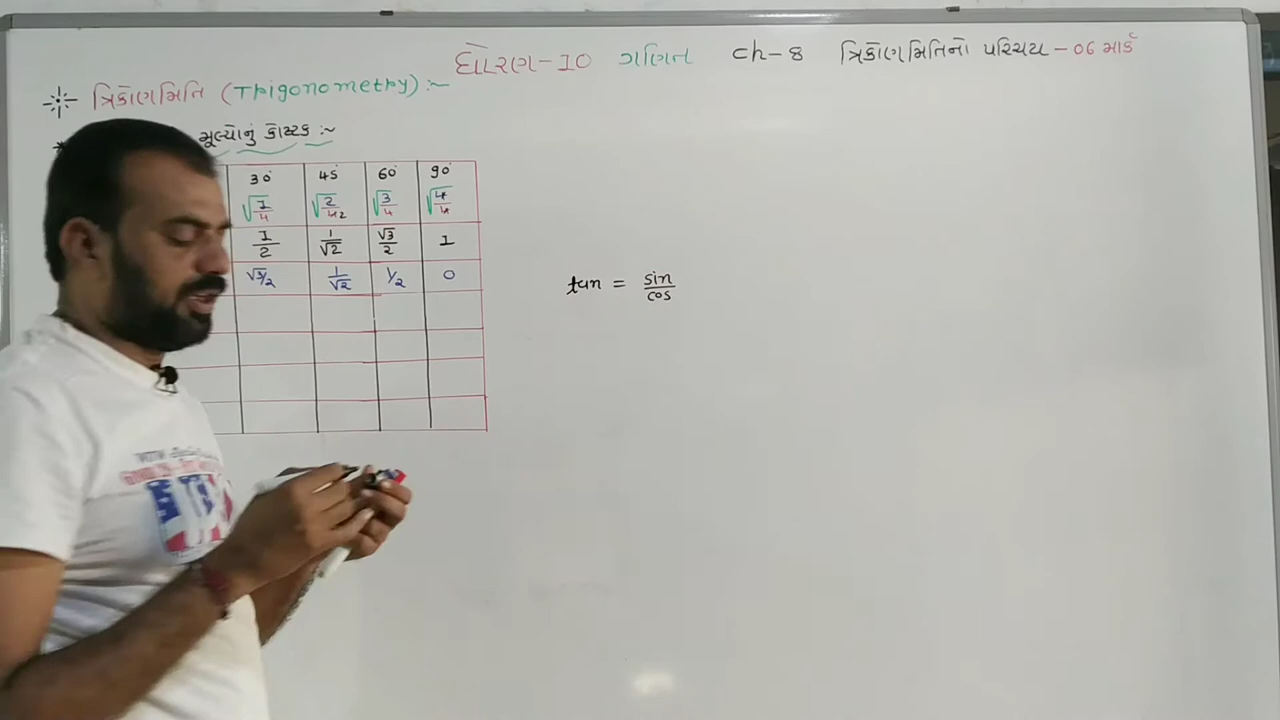 ધોરણ-10 ગણિત ch-8 ત્રિકોણમિતિનો પરિચય - 06 માર્ક
ત્રિકોણમિતિ (Trigonometry) :~
મૂલ્યોનું કોષ્ટક :~
30° 45° 60° 90°
√1/4 √2/4 2 √3/4 √4/4
1/2 1/√2 √3/2 1
√3/2 1/√2 1/2 0
tan = sin/cos